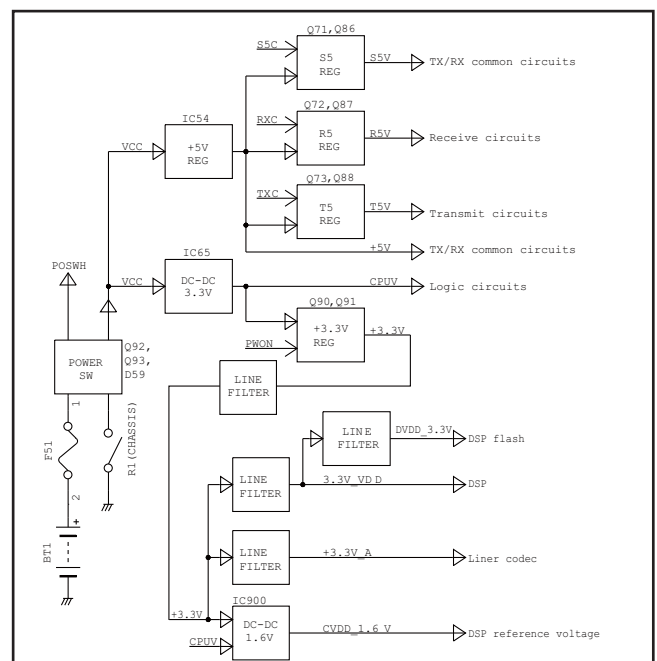 Q71,Q86
S5C
S5
REG
S5V
TX/RX common circuits
Q72,Q87
RXC
R5
REG
R5V
Receive circuits
IC54
VCC
+5V
REG
Q73,Q88
TXC
T5
REG
T5V
Transmit circuits
+5V
TX/RX common circuits
IC65
POSWH
VCC
DC-DC
3.3V
CPUV
Logic circuits
Q90,Q91
+3.3V
REG
+3.3V
PWON
POWER
SW
Q92,
Q93,
D59
LINE
FILTER
1
F51
2
R1(CHASSIS)
LINE
FILTER
DVDD_3.3V
DSP flash
LINE
FILTER
3.3V_VDD
DSP
+
BT1
LINE
FILTER
+3.3V_A
Liner codec
IC900
+3.3V
DC-DC
1.6V
CPUV
CVDD_1.6 V
DSP reference voltage